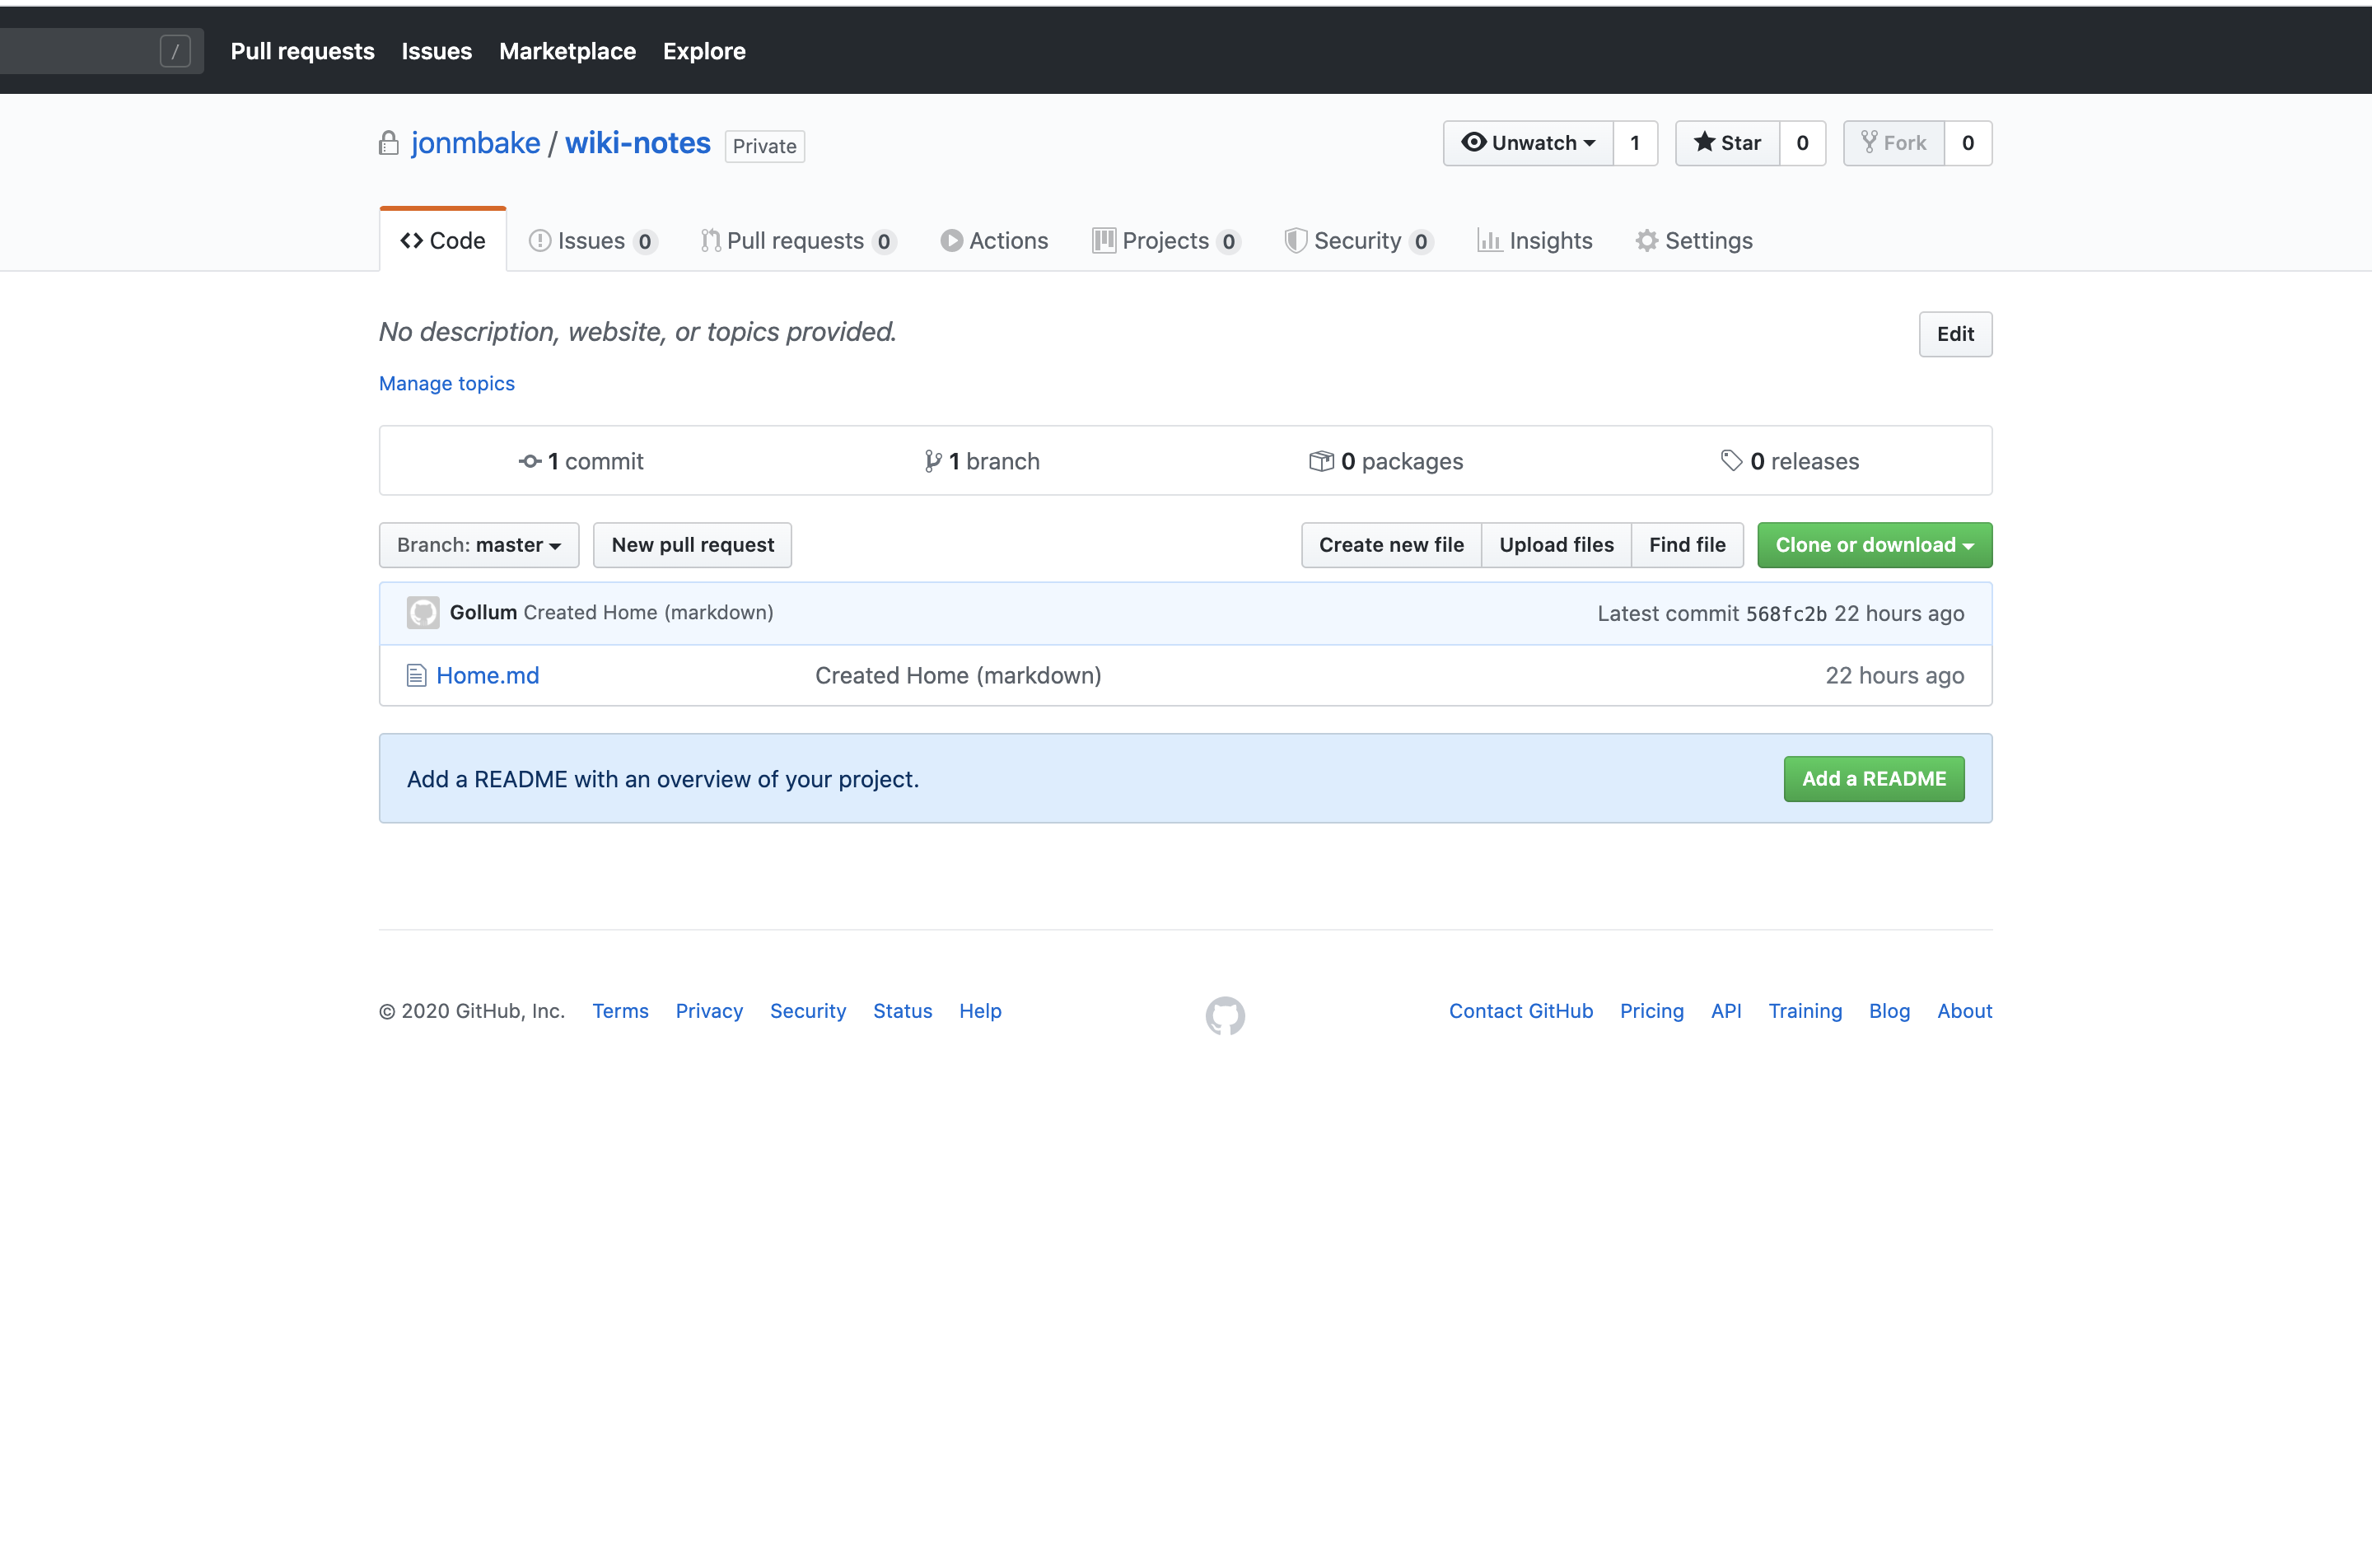 / Pull requests Issues Marketplace Explore
jonmbake / wiki-notes Private Unwatch 1 Star 0 Fork 0
Code Issues 0 Pull requests 0 Actions Projects 0 Security 0 Insights Settings
No description, website, or topics provided. Edit
Manage topics
1 commit 1 branch 0 packages 0 releases
Branch: master New pull request Create new file Upload files Find file Clone or download
Gollum Created Home (markdown) Latest commit 568fc2b 22 hours ago
Home.md Created Home (markdown) 22 hours ago
Add a README with an overview of your project. Add a README
© 2020 GitHub, Inc. Terms Privacy Security Status Help Contact GitHub Pricing API Training Blog About